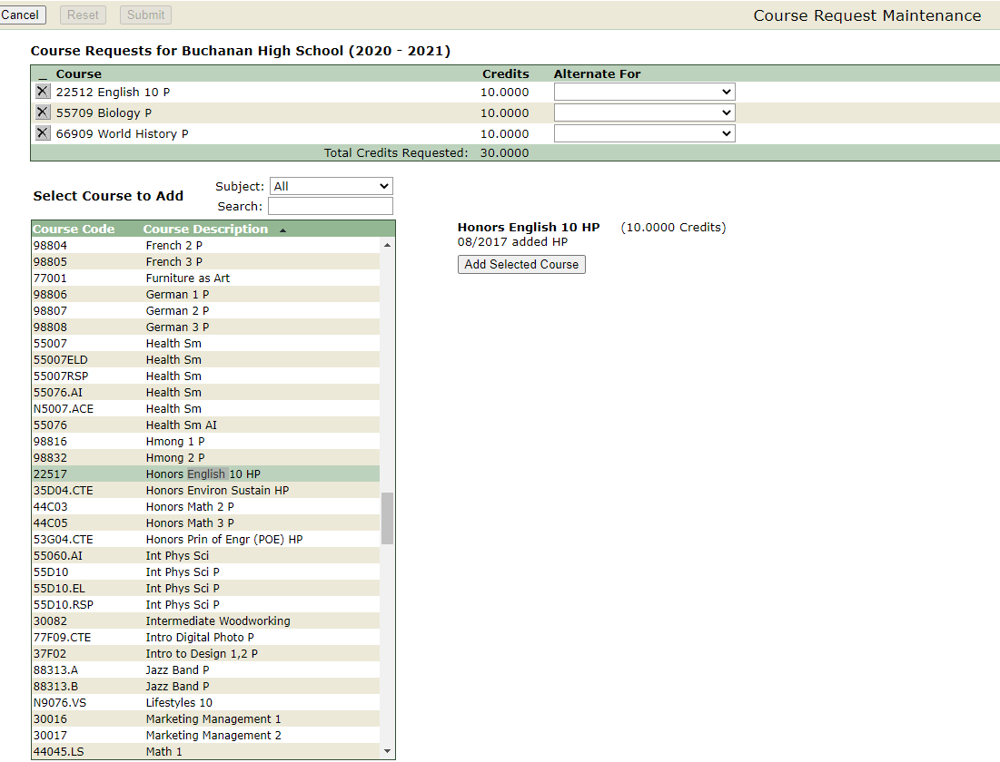 Cancel Reset Submit Course Request Maintenance
Course Requests for Buchanan High School (2020 - 2021)
_ Course Credits Alternate For
X 22512 English 10 P 10.0000
X 55709 Biology P 10.0000
X 66909 World History P 10.0000
Total Credits Requested: 30.0000
Select Course to Add
Subject: All
Search:
Course Code Course Description
98804 French 2 P
98805 French 3 P
77001 Furniture as Art
98806 German 1 P
98807 German 2 P
98808 German 3 P
55007 Health Sm
55007ELD Health Sm
55007RSP Health Sm
55076.AI Health Sm
N5007.ACE Health Sm
55076 Health Sm AI
98816 Hmong 1 P
98832 Hmong 2 P
22517 Honors English 10 HP
35D04.CTE Honors Environ Sustain HP
44C03 Honors Math 2 P
44C05 Honors Math 3 P
53G04.CTE Honors Prin of Engr (POE) HP
55060.AI Int Phys Sci
55D10 Int Phys Sci P
55D10.EL Int Phys Sci P
55D10.RSP Int Phys Sci P
30082 Intermediate Woodworking
77F09.CTE Intro Digital Photo P
37F02 Intro to Design 1,2 P
88313.A Jazz Band P
88313.B Jazz Band P
N9076.VS Lifestyles 10
30016 Marketing Management 1
30017 Marketing Management 2
44045.LS Math 1
Honors English 10 HP (10.0000 Credits)
08/2017 added HP
Add Selected Course